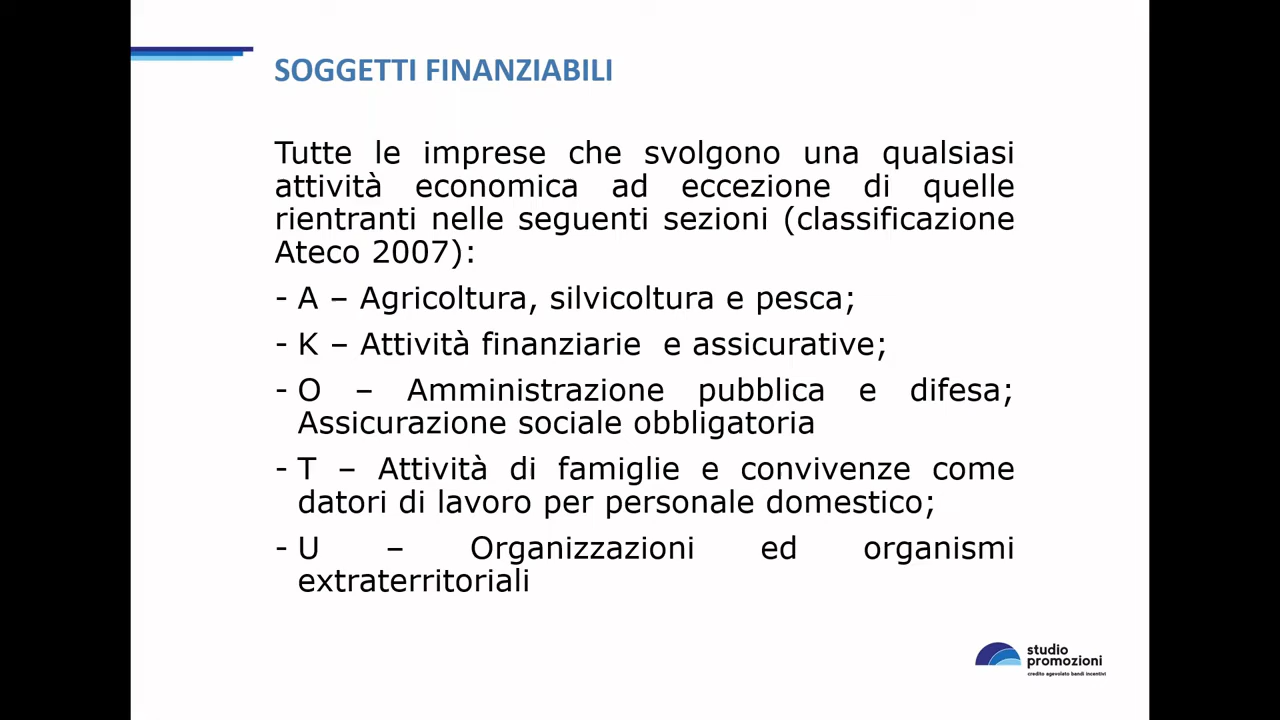 SOGGETTI FINANZIABILI
Tutte le imprese che svolgono una qualsiasi
attività economica ad eccezione di quelle
rientranti nelle seguenti sezioni (classificazione
Ateco 2007):
- A – Agricoltura, silvicoltura e pesca;
- K – Attività finanziarie  e assicurative;
- O – Amministrazione pubblica e difesa;
Assicurazione sociale obbligatoria
- T – Attività di famiglie e convivenze come
datori di lavoro per personale domestico;
- U – Organizzazioni ed organismi
extraterritoriali
studio
promozioni
credito agevolato bandi incentivi